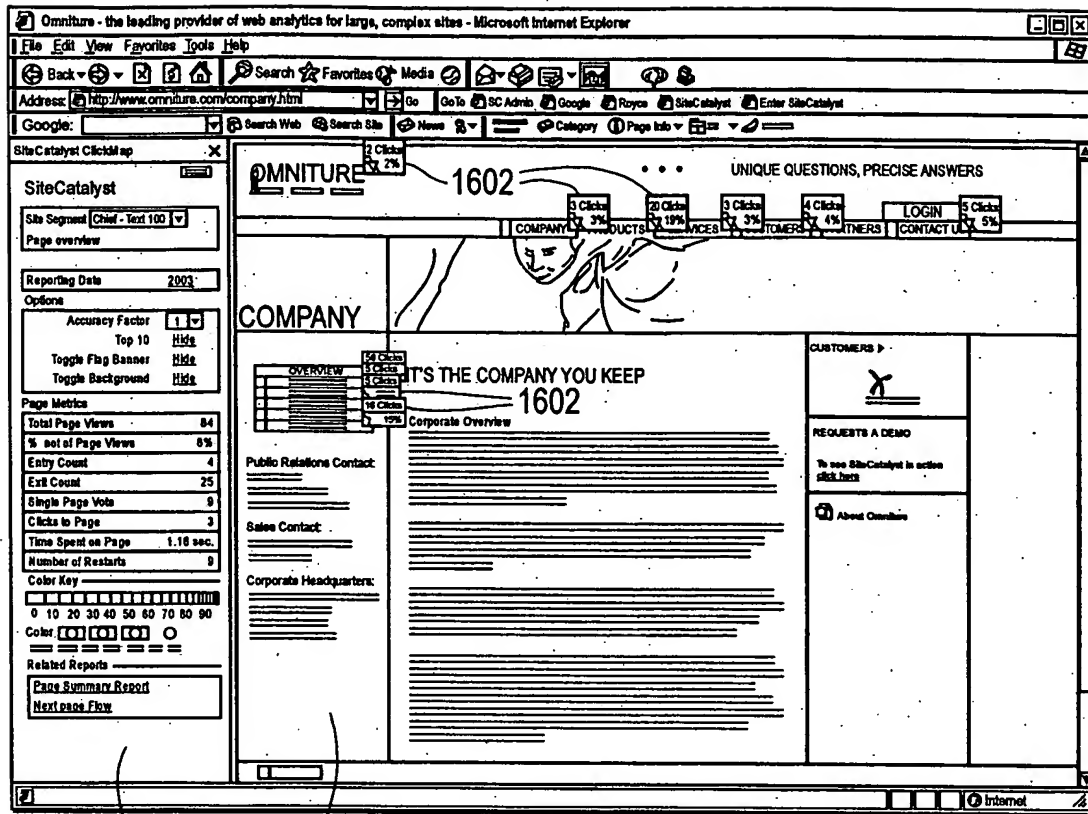 Omniture - the leading provider of web analytics for large, complex sites - Microsoft Internet Explorer
File Edit View Favorites Tools Help
Back Search Favorites Media
Address: http://www.omniture.com/company.html Go Go To SC Admin Google Royce SiteCatalyst Enter SiteCatalyst
Google: Search Web Search Site News Category Page Info
SiteCatalyst ClickMap X
SiteCatalyst
Site Segment Chief - Text 100
Page overview
Reporting Date 2003
Options
Accuracy Factor 1
Top 10 Hide
Toggle Flag Banner Hide
Toggle Background Hide
Page Metrics
Total Page Views 84
% sot of Page Views 6%
Entry Count 4
Exit Count 25
Single Page Vote 9
Clicks to Page 3
Time Spent on Page 1.16 sec.
Number of Restarts 9
Color Key
0 10 20 30 40 50 60 70 80 90
Color
Related Reports
Page Summary Report
Next page Flow
2 Clicks
2%
OMNITURE
1602
UNIQUE QUESTIONS, PRECISE ANSWERS
3 Clicks 20 Clicks 3 Clicks 4 Clicks LOGIN 5 Clicks
3% 19% 3% 4% 5%
COMPANY DUCTS VICES TOMERS TNERS CONTACT U
COMPANY
OVERVIEW
56 Clicks
5 Clicks
5 Clicks
16 Clicks
15%
IT'S THE COMPANY YOU KEEP
1602
Corporate Overview
Public Relations Contact:
Sales Contact:
Corporate Headquarters:
CUSTOMERS
REQUESTS A DEMO
To see SiteCatalyst in action
click here
About Omniture
Internet